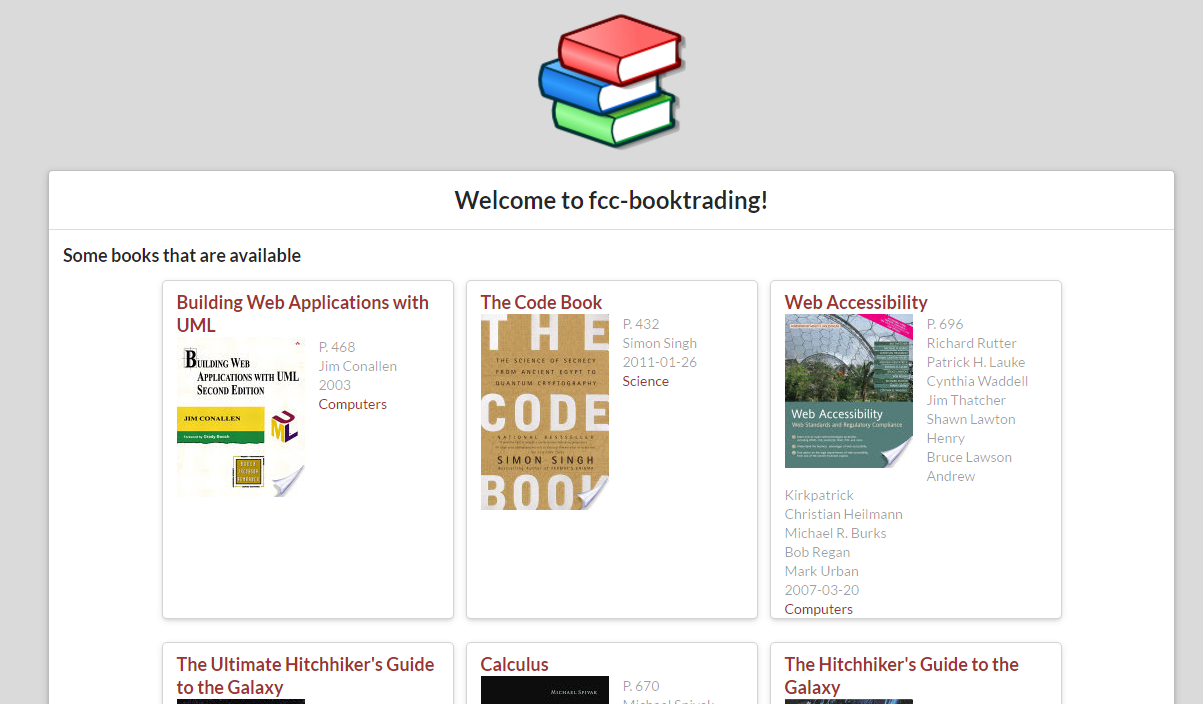 Welcome to fcc-booktrading!
Some books that are available
Building Web Applications with
UML
BUILDING WEB
APPLICATIONS WITH UML
SECOND EDITION
JIM CONALLEN
UML
P. 468
Jim Conallen
2003
Computers
The Code Book
THE
THE SCIENCE OF SECRECY
FROM ANCIENT EGYPT TO
QUANTUM CRYPTOGRAPHY
CODE
NATIONAL BESTSELLER
SIMON SINGH
BOOK
P. 432
Simon Singh
2011-01-26
Science
Web Accessibility
Web Accessibility
Web Standards and Regulatory Compliance
P. 696
Richard Rutter
Patrick H. Lauke
Cynthia Waddell
Jim Thatcher
Shawn Lawton
Henry
Bruce Lawson
Andrew
Kirkpatrick
Christian Heilmann
Michael R. Burks
Bob Regan
Mark Urban
2007-03-20
Computers
The Ultimate Hitchhiker's Guide
to the Galaxy
Calculus
MICHAEL SPIVAK
P. 670
Michael Spivak
The Hitchhiker's Guide to the
Galaxy